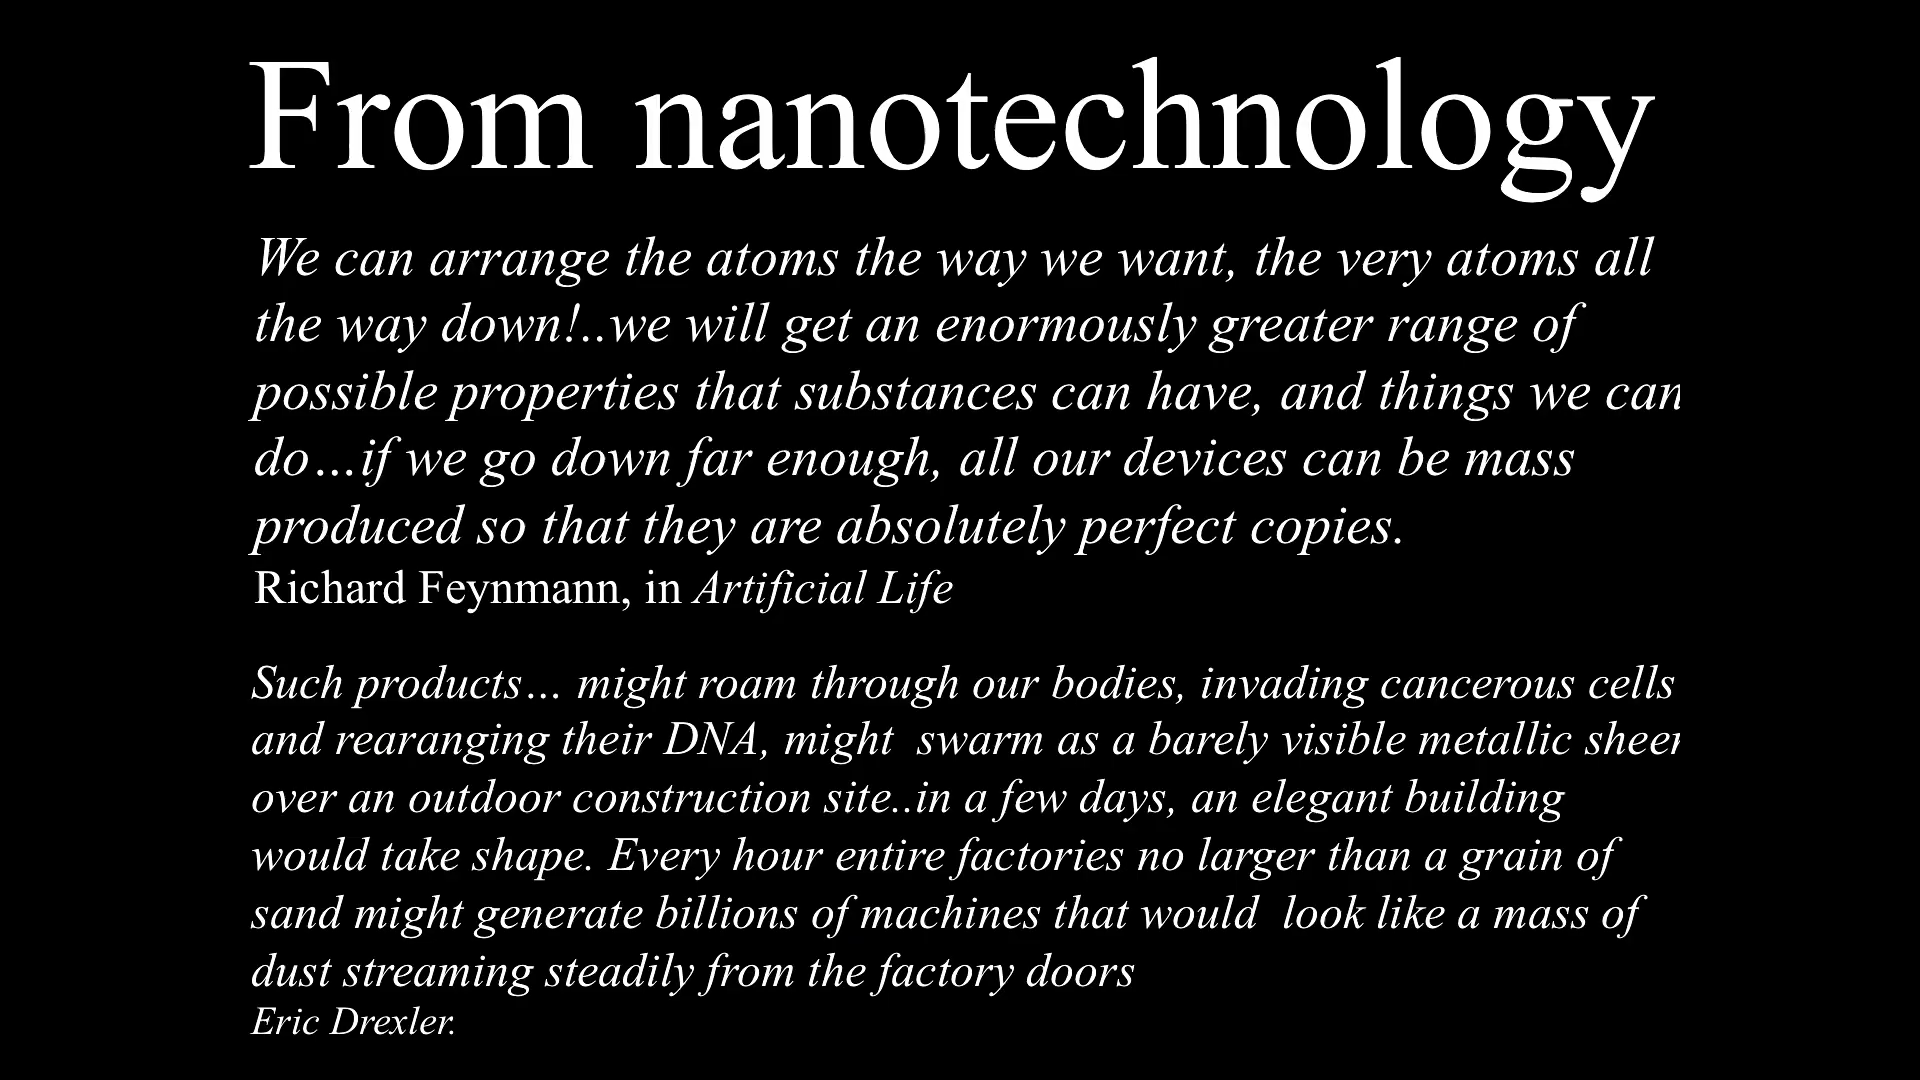 From nanotechnology
We can arrange the atoms the way we want, the very atoms all
the way down!..we will get an enormously greater range of
possible properties that substances can have, and things we can
do…if we go down far enough, all our devices can be mass
produced so that they are absolutely perfect copies.
Richard Feynmann, in Artificial Life
Such products… might roam through our bodies, invading cancerous cells
and rearanging their DNA, might  swarm as a barely visible metallic sheen
over an outdoor construction site..in a few days, an elegant building
would take shape. Every hour entire factories no larger than a grain of
sand might generate billions of machines that would  look like a mass of
dust streaming steadily from the factory doors
Eric Drexler.